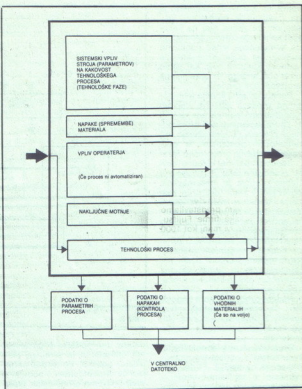 SISTEMSKI VPLIV
STROJA (PARAMETROV)
NA KAKOVOST
TEHNOLOŠKEGA
PROCESA
(TEHNOLOŠKE FAZE)
NAPAKE (SPREMEMBE)
MATERIALA
VPLIV OPERATERJA
(Če proces ni avtomatiziran)
NAKLJUČNE MOTNJE
TEHNOLOŠKI PROCES
PODATKI O
PARAMETRIH
PROCESA
PODATKI O
NAPAKAH
(KONTROLA
PROCESA)
PODATKI O
VHODNIH
MATERIALIH
(Če so na voljo)
(
V CENTRALNO
DATOTEKO